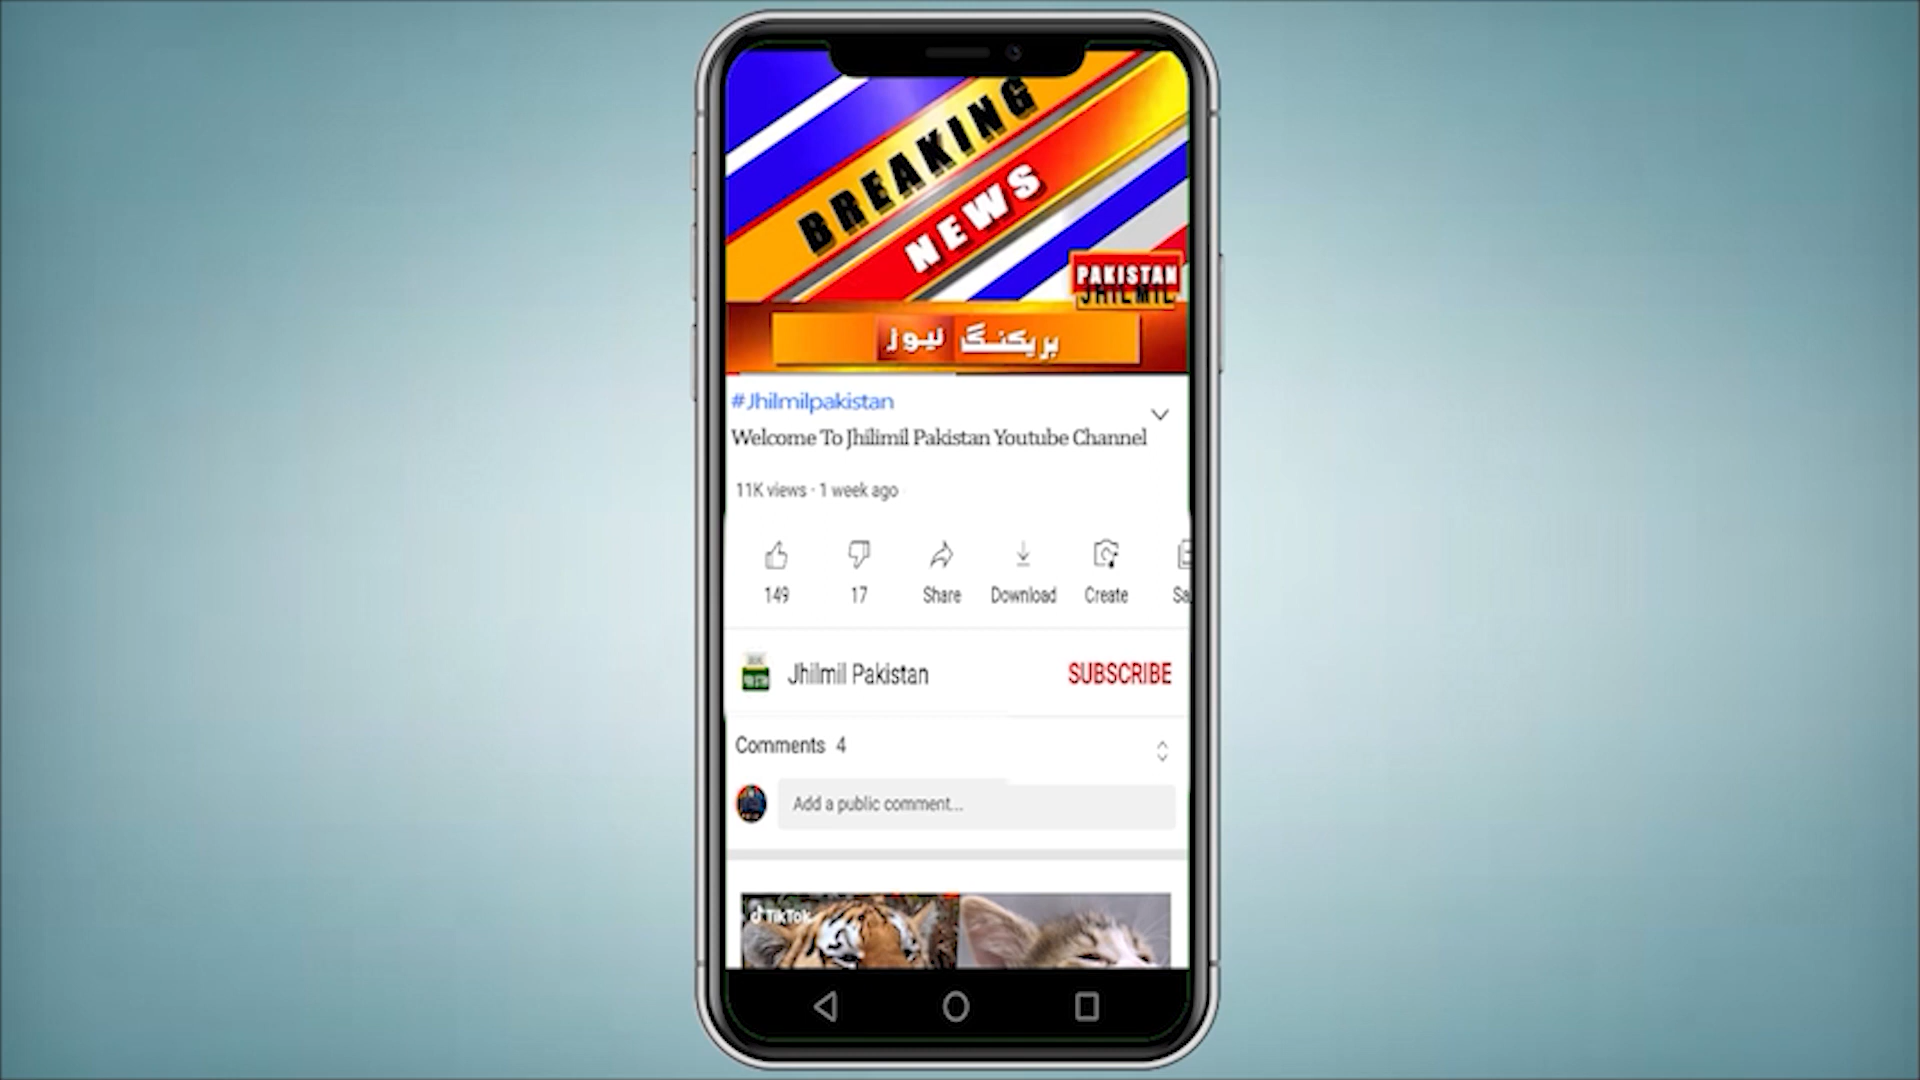 BREAKING
NEWS
PAKISTAN
JHILMIL
بریکنگ نیوز
#Jhilmilpakistan
Welcome To Jhilimil Pakistan Youtube Channel
11K views · 1 week ago
149 17 Share Download Create Sa
Jhilmil Pakistan SUBSCRIBE
Comments 4
Add a public comment...
TikTok